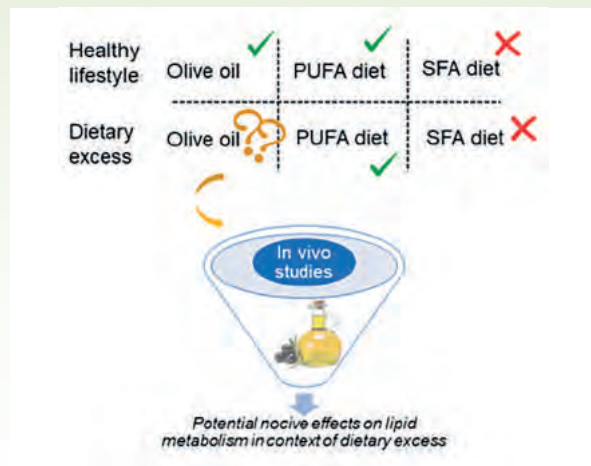 Healthy lifestyle
Olive oil
PUFA diet
SFA diet
Dietary excess
Olive oil
PUFA diet
SFA diet
In vivo
studies
Potential nocive effects on lipid
metabolism in context of dietary excess